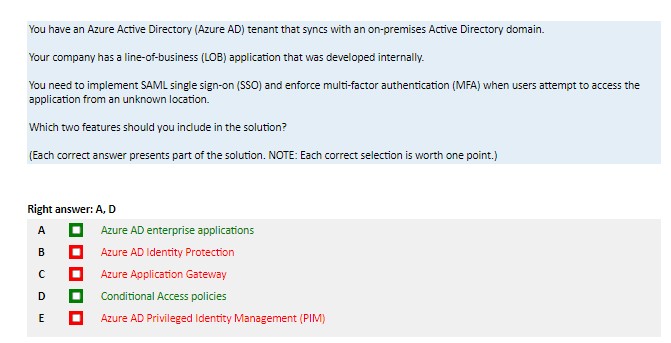 You have an Azure Active Directory (Azure AD) tenant that syncs with an on-premises Active Directory domain.
Your company has a line-of-business (LOB) application that was developed internally.
You need to implement SAML single sign-on (SSO) and enforce multi-factor authentication (MFA) when users attempt to access the
application from an unknown location.
Which two features should you include in the solution?
(Each correct answer presents part of the solution. NOTE: Each correct selection is worth one point.)
Right answer: A, D
A Azure AD enterprise applications
B Azure AD Identity Protection
C Azure Application Gateway
D Conditional Access policies
E Azure AD Privileged Identity Management (PIM)